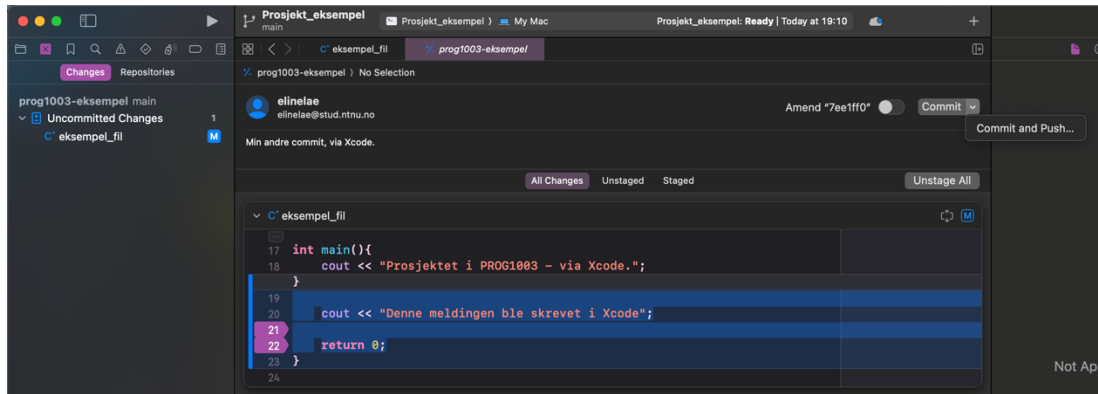 Prosjekt_eksempel
main
Prosjekt_eksempel ⟩ My Mac
Prosjekt_eksempel: Ready | Today at 19:10
eksempel_fil
prog1003-eksempel
Changes
Repositories
prog1003-eksempel ⟩ No Selection
prog1003-eksempel main
Uncommitted Changes 1
C+ eksempel_fil M
elinelae
elinelae@stud.ntnu.no
Amend “7ee1ff0”
Commit
Commit and Push...
Min andre commit, via Xcode.
All Changes
Unstaged
Staged
Unstage All
C+ eksempel_fil M
17 int main(){
18 cout << "Prosjektet i PROG1003 – via Xcode.";
}
19
20 cout << "Denne meldingen ble skrevet i Xcode";
21
22 return 0;
23 }
24
Not Ap